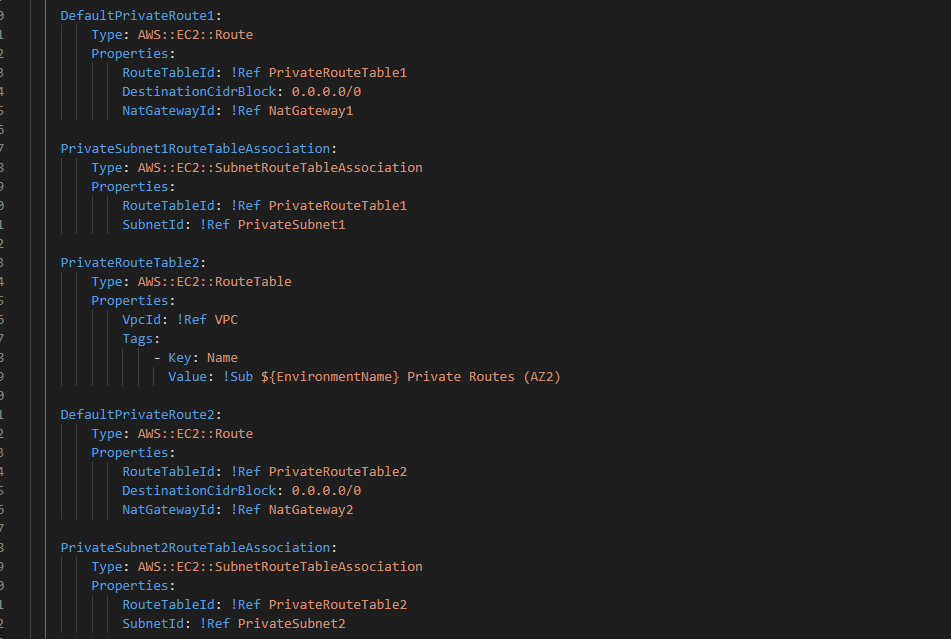 DefaultPrivateRoute1:
Type: AWS::EC2::Route
Properties:
RouteTableId: !Ref PrivateRouteTable1
DestinationCidrBlock: 0.0.0.0/0
NatGatewayId: !Ref NatGateway1
PrivateSubnet1RouteTableAssociation:
Type: AWS::EC2::SubnetRouteTableAssociation
Properties:
RouteTableId: !Ref PrivateRouteTable1
SubnetId: !Ref PrivateSubnet1
PrivateRouteTable2:
Type: AWS::EC2::RouteTable
Properties:
VpcId: !Ref VPC
Tags:
- Key: Name
Value: !Sub ${EnvironmentName} Private Routes (AZ2)
DefaultPrivateRoute2:
Type: AWS::EC2::Route
Properties:
RouteTableId: !Ref PrivateRouteTable2
DestinationCidrBlock: 0.0.0.0/0
NatGatewayId: !Ref NatGateway2
PrivateSubnet2RouteTableAssociation:
Type: AWS::EC2::SubnetRouteTableAssociation
Properties:
RouteTableId: !Ref PrivateRouteTable2
SubnetId: !Ref PrivateSubnet2